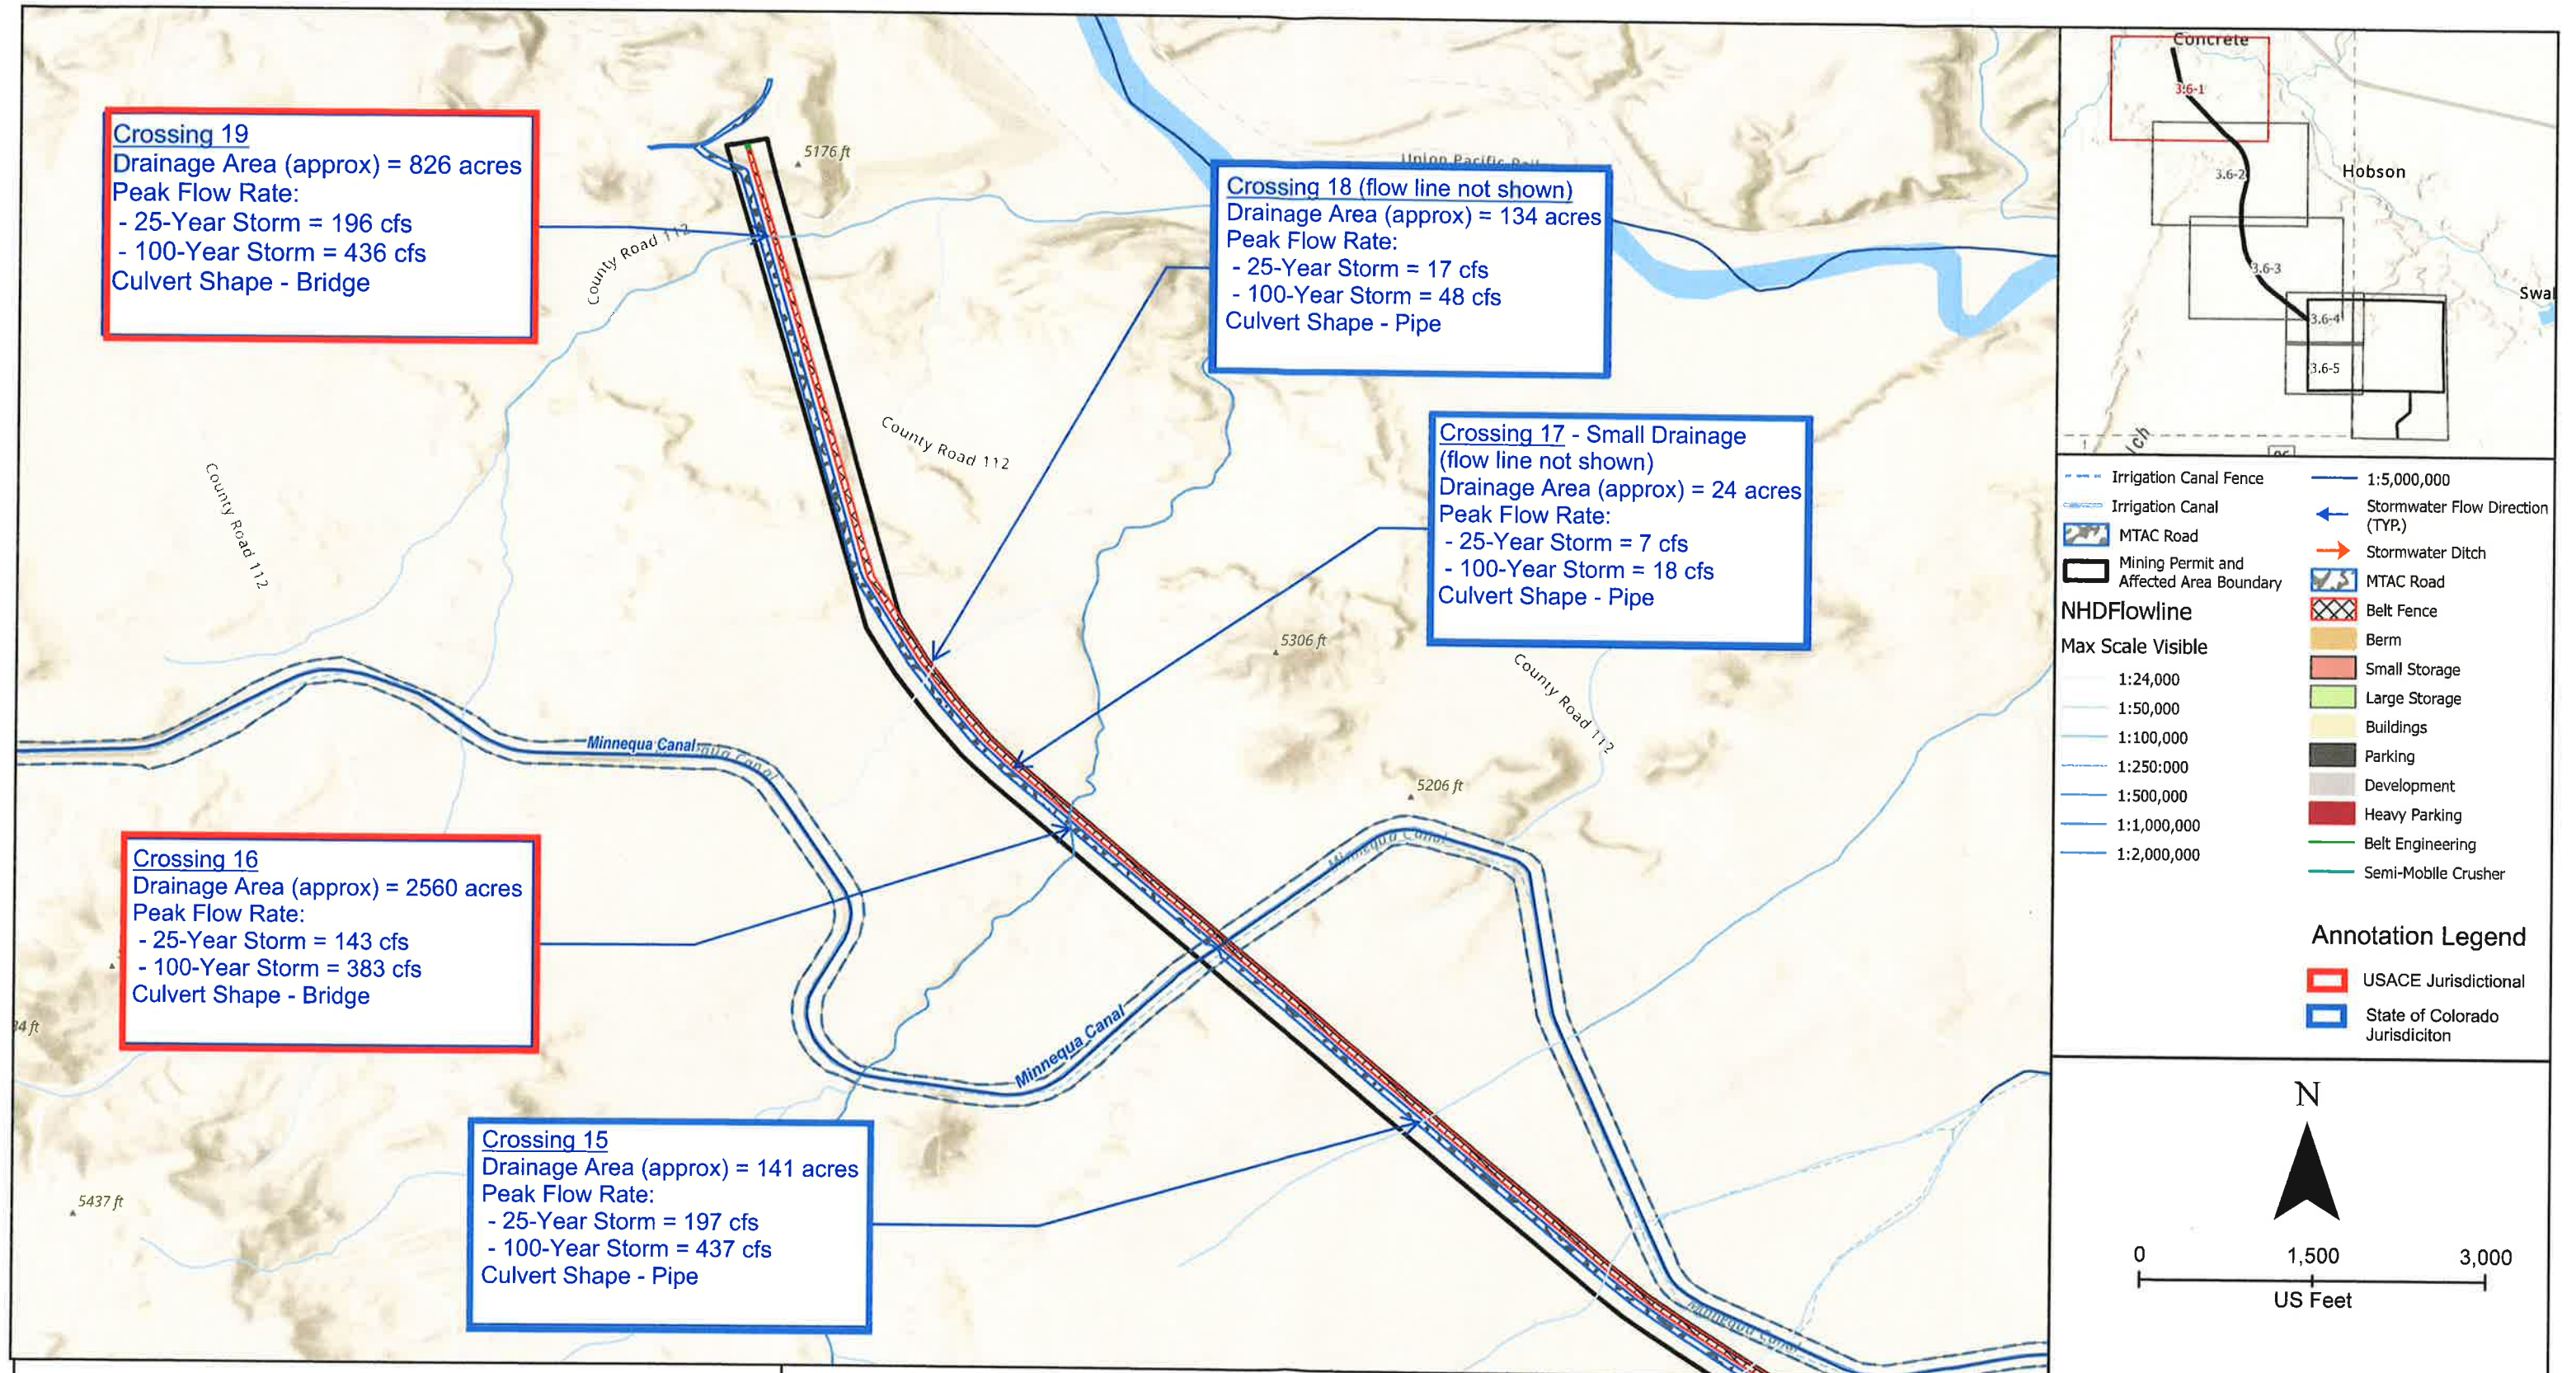 Crossing 19
Drainage Area (approx) = 826 acres
Peak Flow Rate:
- 25-Year Storm = 196 cfs
- 100-Year Storm = 436 cfs
Culvert Shape - Bridge
5176 ft
County Road 112
Union Pacific Rail
Crossing 18 (flow line not shown)
Drainage Area (approx) = 134 acres
Peak Flow Rate:
- 25-Year Storm = 17 cfs
- 100-Year Storm = 48 cfs
Culvert Shape - Pipe
County Road 112
County Road 112
Crossing 17 - Small Drainage
(flow line not shown)
Drainage Area (approx) = 24 acres
Peak Flow Rate:
- 25-Year Storm = 7 cfs
- 100-Year Storm = 18 cfs
Culvert Shape - Pipe
5306 ft
County Road 112
Minnequa Canal
Canal
5206 ft
Minnequa Canal
Crossing 16
Drainage Area (approx) = 2560 acres
Peak Flow Rate:
- 25-Year Storm = 143 cfs
- 100-Year Storm = 383 cfs
Culvert Shape - Bridge
34 ft
Minnequa Canal
Crossing 15
Drainage Area (approx) = 141 acres
Peak Flow Rate:
- 25-Year Storm = 197 cfs
- 100-Year Storm = 437 cfs
Culvert Shape - Pipe
5437 ft
Minnequa Canal
Concrete
3.6-1
3.6-2
Hobson
3.6-3
Swal
3.6-4
3.6-5
lch
96
Irrigation Canal Fence
Irrigation Canal
MTAC Road
Mining Permit and
Affected Area Boundary
NHDFlowline
Max Scale Visible
1:24,000
1:50,000
1:100,000
1:250:000
1:500,000
1:1,000,000
1:2,000,000
1:5,000,000
Stormwater Flow Direction
(TYP.)
Stormwater Ditch
MTAC Road
Belt Fence
Berm
Small Storage
Large Storage
Buildings
Parking
Development
Heavy Parking
Belt Engineering
Semi-Mobile Crusher
Annotation Legend
USACE Jurisdictional
State of Colorado
Jurisdiciton
N
0 1,500 3,000
US Feet